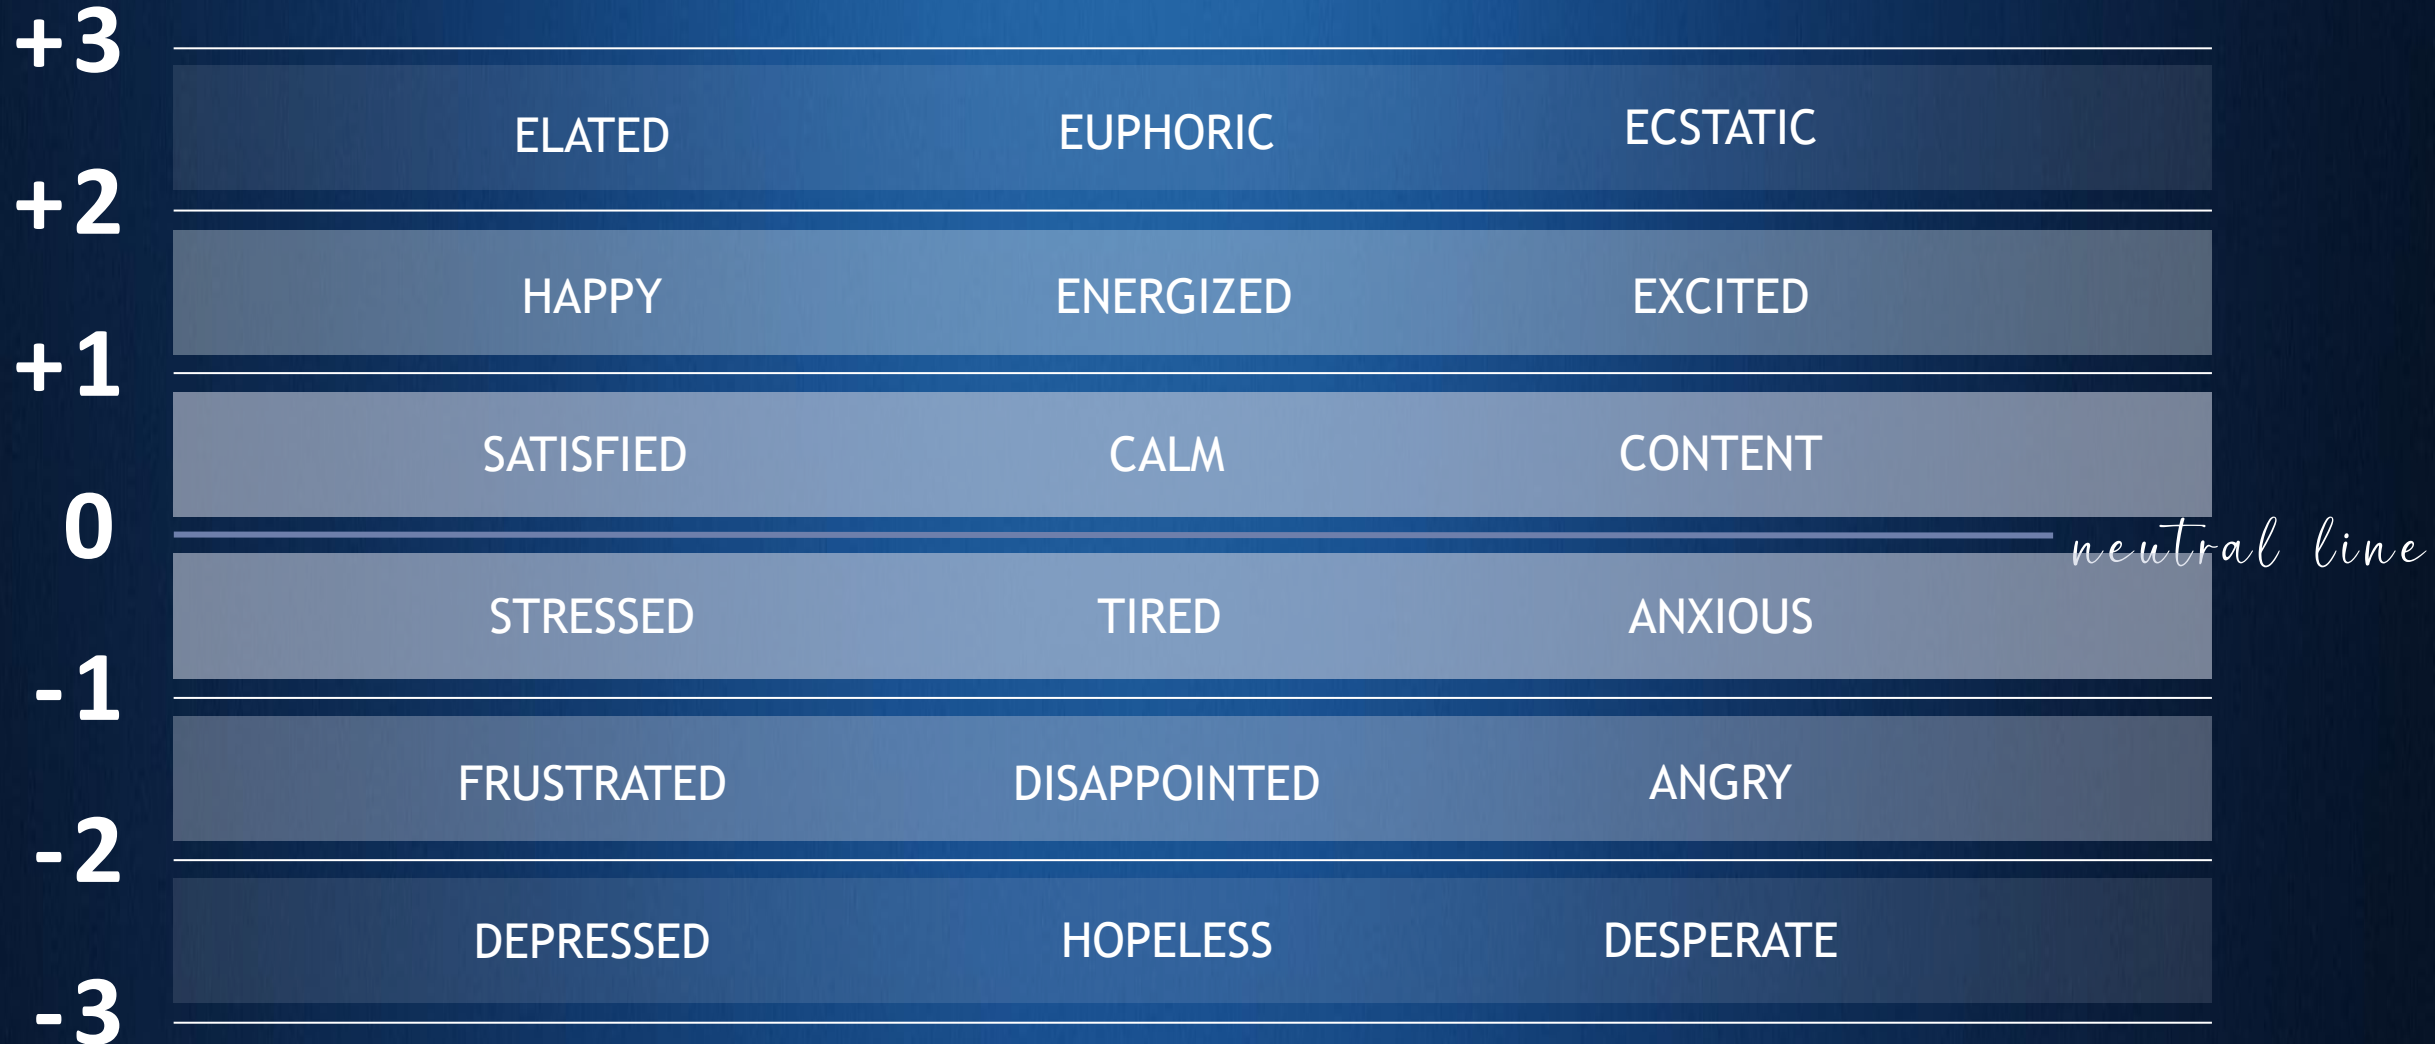 +3
ELATED EUPHORIC ECSTATIC
+2
HAPPY ENERGIZED EXCITED
+1
SATISFIED CALM CONTENT
0 neutral line
STRESSED TIRED ANXIOUS
-1
FRUSTRATED DISAPPOINTED ANGRY
-2
DEPRESSED HOPELESS DESPERATE
-3